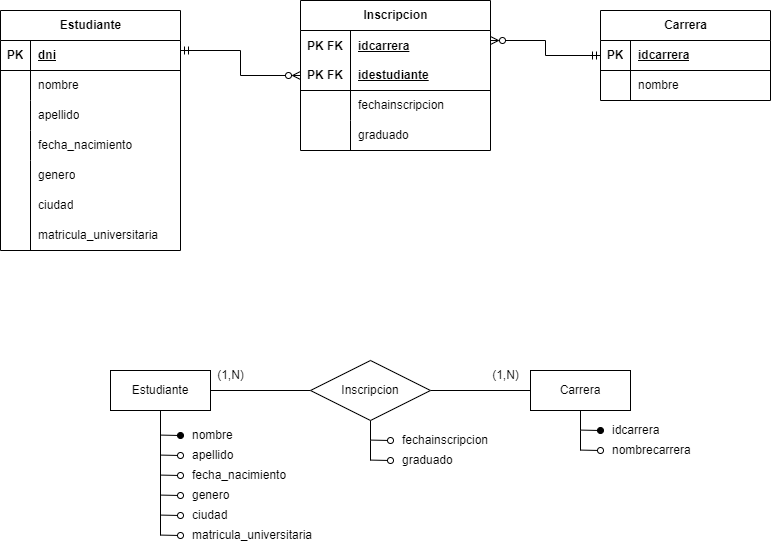 Estudiante
PK dni
nombre
apellido
fecha_nacimiento
genero
ciudad
matricula_universitaria
Inscripcion
PK FK idcarrera
PK FK idestudiante
fechainscripcion
graduado
Carrera
PK idcarrera
nombre
Estudiante
(1,N)
Inscripcion
(1,N)
Carrera
nombre
apellido
fecha_nacimiento
genero
ciudad
matricula_universitaria
fechainscripcion
graduado
idcarrera
nombrecarrera